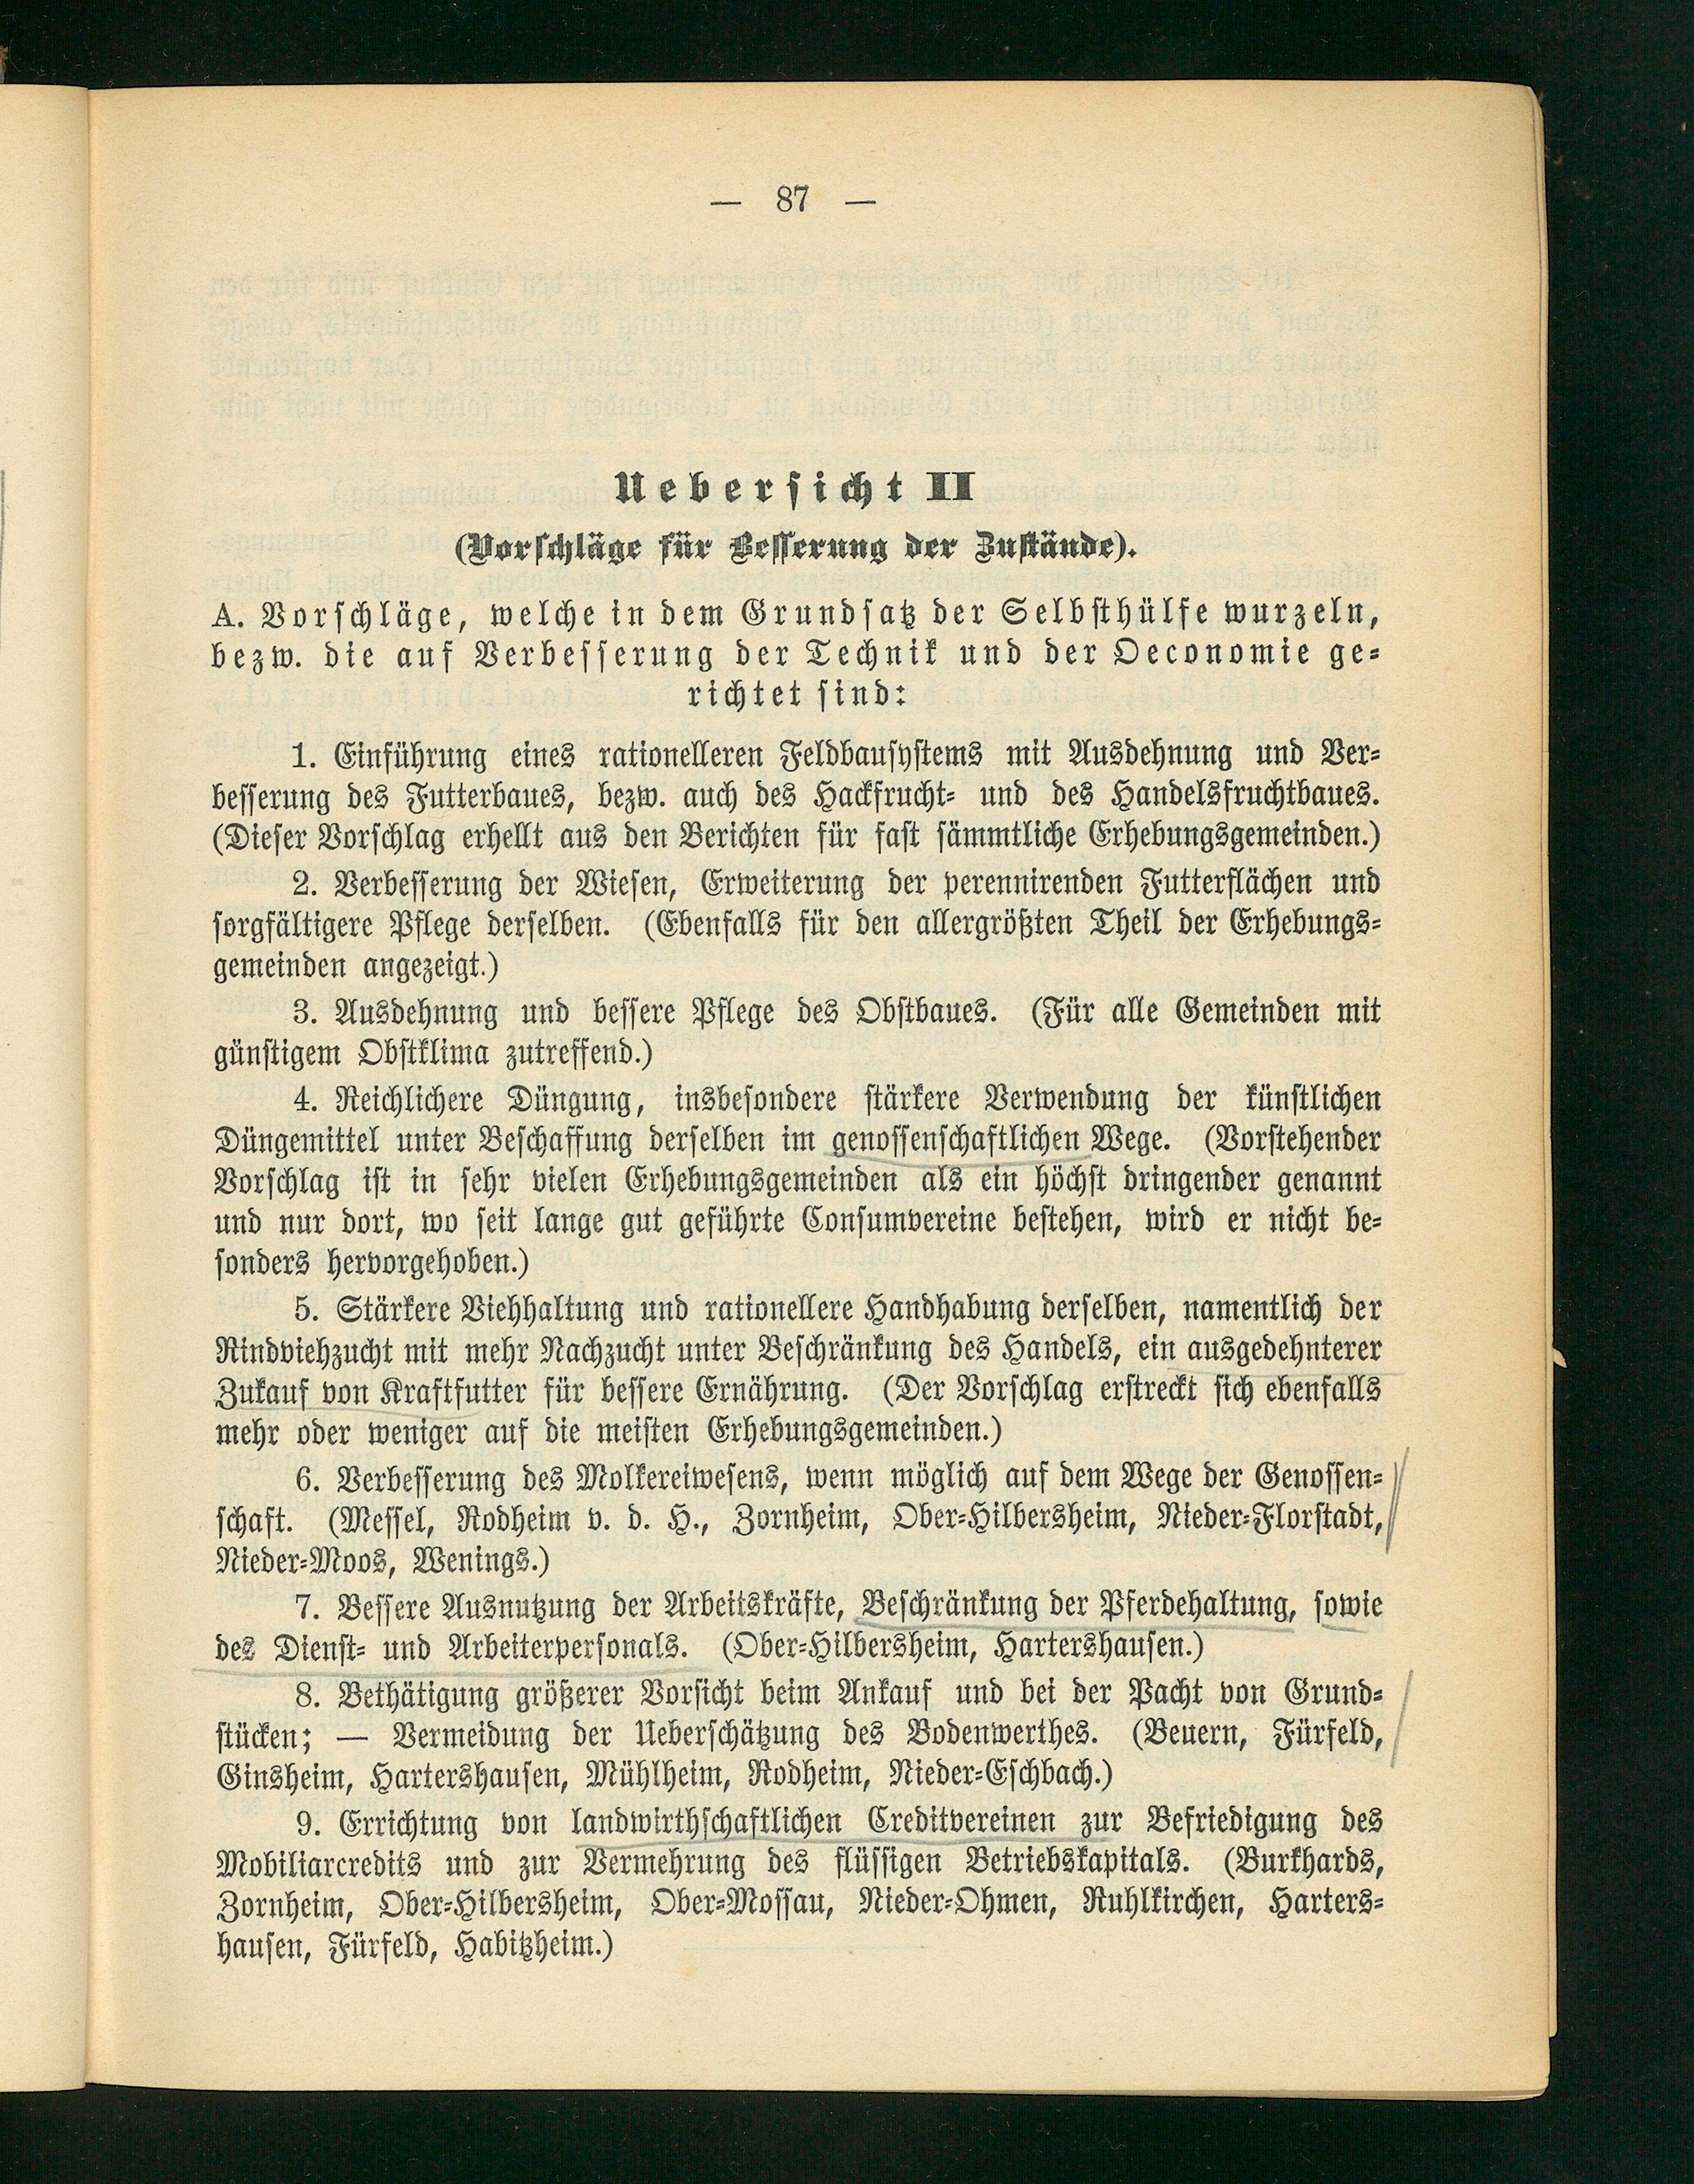 — 87 —
Uebersicht II
(Vorschläge für Besserung der Zustände).
A. Vorschläge, welche in dem Grundsatz der Selbsthülfe wurzeln,
bezw. die auf Verbesserung der Technik und der Oeconomie ge-
richtet sind:
1. Einführung eines rationelleren Feldbausystems mit Ausdehnung und Ver-
besserung des Futterbaues, bezw. auch des Hackfrucht- und des Handelsfruchtbaues.
(Dieser Vorschlag erhellt aus den Berichten für fast sämmtliche Erhebungsgemeinden.)
2. Verbesserung der Wiesen, Erweiterung der perennirenden Futterflächen und
sorgfältigere Pflege derselben. (Ebenfalls für den allergrößten Theil der Erhebungs-
gemeinden angezeigt.)
3. Ausdehnung und bessere Pflege des Obstbaues. (Für alle Gemeinden mit
günstigem Obstklima zutreffend.)
4. Reichlichere Düngung, insbesondere stärkere Verwendung der künstlichen
Düngemittel unter Beschaffung derselben im genossenschaftlichen Wege. (Vorstehender
Vorschlag ist in sehr vielen Erhebungsgemeinden als ein höchst dringender genannt
und nur dort, wo seit lange gut geführte Consumvereine bestehen, wird er nicht be-
sonders hervorgehoben.)
5. Stärkere Viehhaltung und rationellere Handhabung derselben, namentlich der
Rindviehzucht mit mehr Nachzucht unter Beschränkung des Handels, ein ausgedehnterer
Zukauf von Kraftfutter für bessere Ernährung. (Der Vorschlag erstreckt sich ebenfalls
mehr oder weniger auf die meisten Erhebungsgemeinden.)
6. Verbesserung des Molkereiwesens, wenn möglich auf dem Wege der Genossen-
schaft. (Messel, Rodheim v. d. H., Zornheim, Ober-Hilbersheim, Nieder-Florstadt,
Nieder-Moos, Wenings.)
7. Bessere Ausnutzung der Arbeitskräfte, Beschränkung der Pferdehaltung, sowie
des Dienst- und Arbeiterpersonals. (Ober-Hilbersheim, Hartershausen.)
8. Bethätigung größerer Vorsicht beim Ankauf und bei der Pacht von Grund-
stücken; — Vermeidung der Ueberschätzung des Bodenwerthes. (Beuern, Fürfeld,
Ginsheim, Hartershausen, Mühlheim, Rodheim, Nieder-Eschbach.)
9. Errichtung von landwirthschaftlichen Creditvereinen zur Befriedigung des
Mobiliarcredits und zur Vermehrung des flüssigen Betriebskapitals. (Burkhards,
Zornheim, Ober-Hilbersheim, Ober-Mossau, Nieder-Ohmen, Ruhlkirchen, Harters-
hausen, Fürfeld, Habitzheim.)